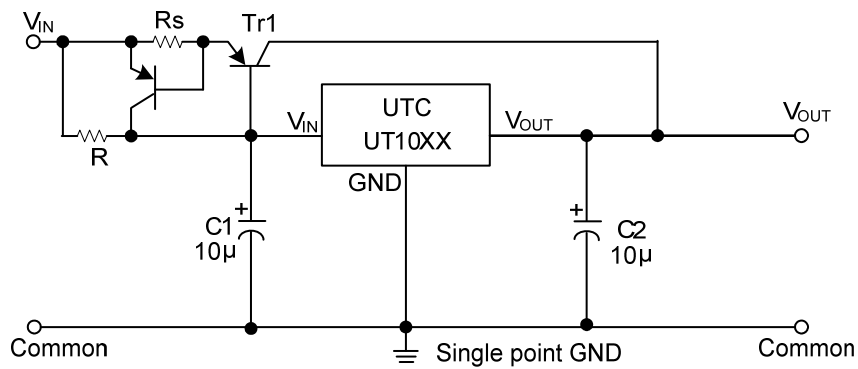 VIN
Rs
Tr1
R
VIN
UTC
UT10XX
VOUT
GND
VOUT
+
C1
10μ
+
C2
10μ
Common
Single point GND
Common